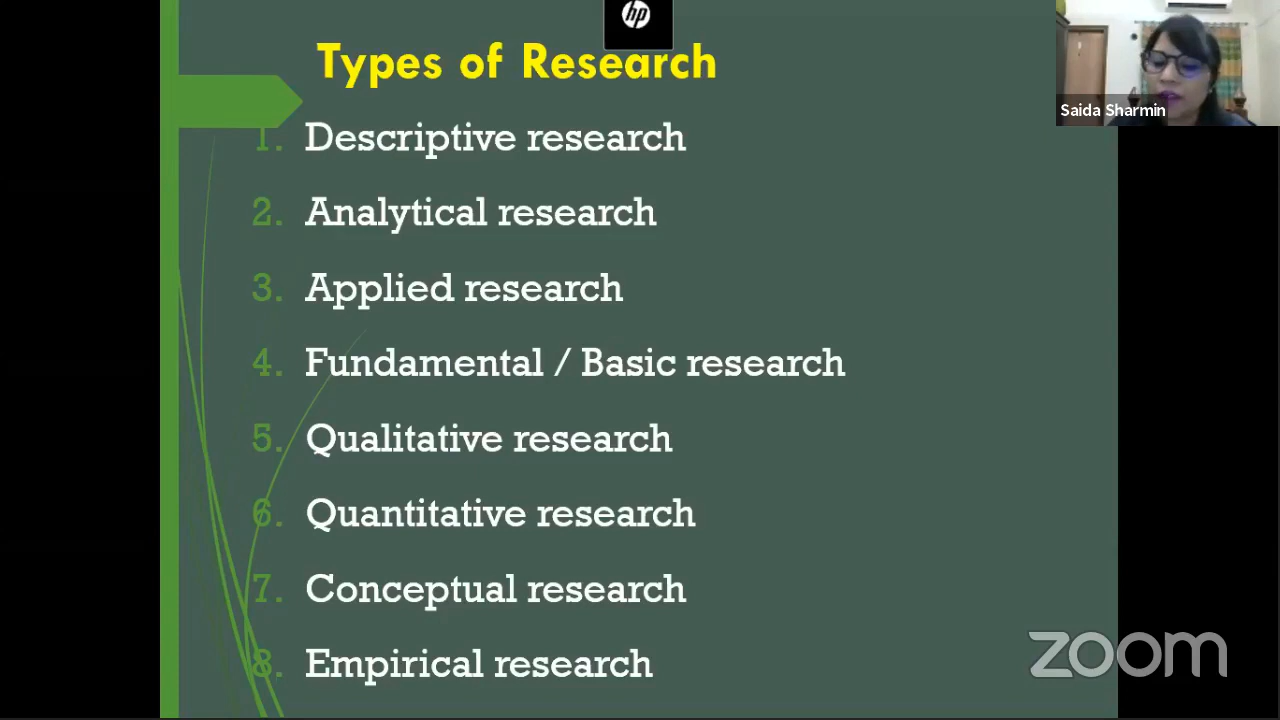 hp
Types of Research
Saida Sharmin
1. Descriptive research
2. Analytical research
3. Applied research
4. Fundamental / Basic research
5. Qualitative research
6. Quantitative research
7. Conceptual research
8. Empirical research
zoom